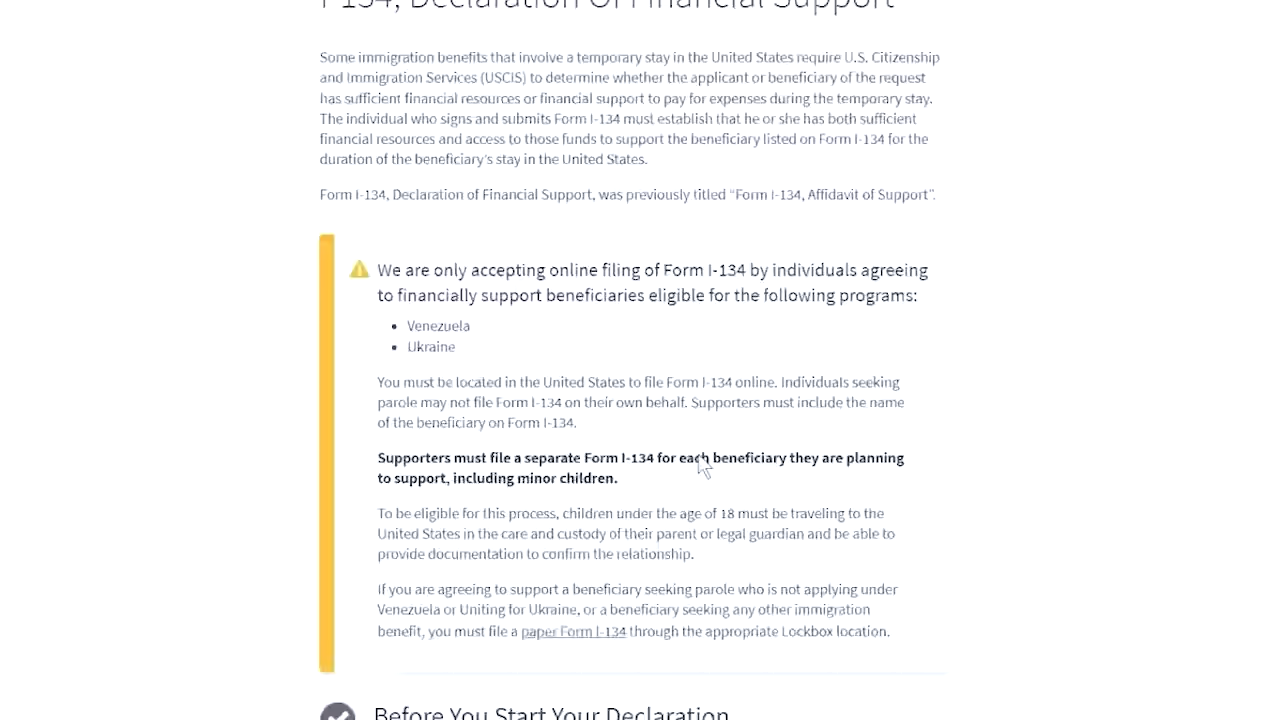 I-134, Declaration Of Financial Support
Some immigration benefits that involve a temporary stay in the United States require U.S. Citizenship
and Immigration Services (USCIS) to determine whether the applicant or beneficiary of the request
has sufficient financial resources or financial support to pay for expenses during the temporary stay.
The individual who signs and submits Form I-134 must establish that he or she has both sufficient
financial resources and access to those funds to support the beneficiary listed on Form I-134 for the
duration of the beneficiary's stay in the United States.
Form I-134, Declaration of Financial Support, was previously titled "Form I-134, Affidavit of Support".
We are only accepting online filing of Form I-134 by individuals agreeing
to financially support beneficiaries eligible for the following programs:
• Venezuela
• Ukraine
You must be located in the United States to file Form I-134 online. Individuals seeking
parole may not file Form I-134 on their own behalf. Supporters must include the name
of the beneficiary on Form I-134.
Supporters must file a separate Form I-134 for each beneficiary they are planning
to support, including minor children.
To be eligible for this process, children under the age of 18 must be traveling to the
United States in the care and custody of their parent or legal guardian and be able to
provide documentation to confirm the relationship.
If you are agreeing to support a beneficiary seeking parole who is not applying under
Venezuela or Uniting for Ukraine, or a beneficiary seeking any other immigration
benefit, you must file a paper Form I-134 through the appropriate Lockbox location.
Before You Start Your Declaration